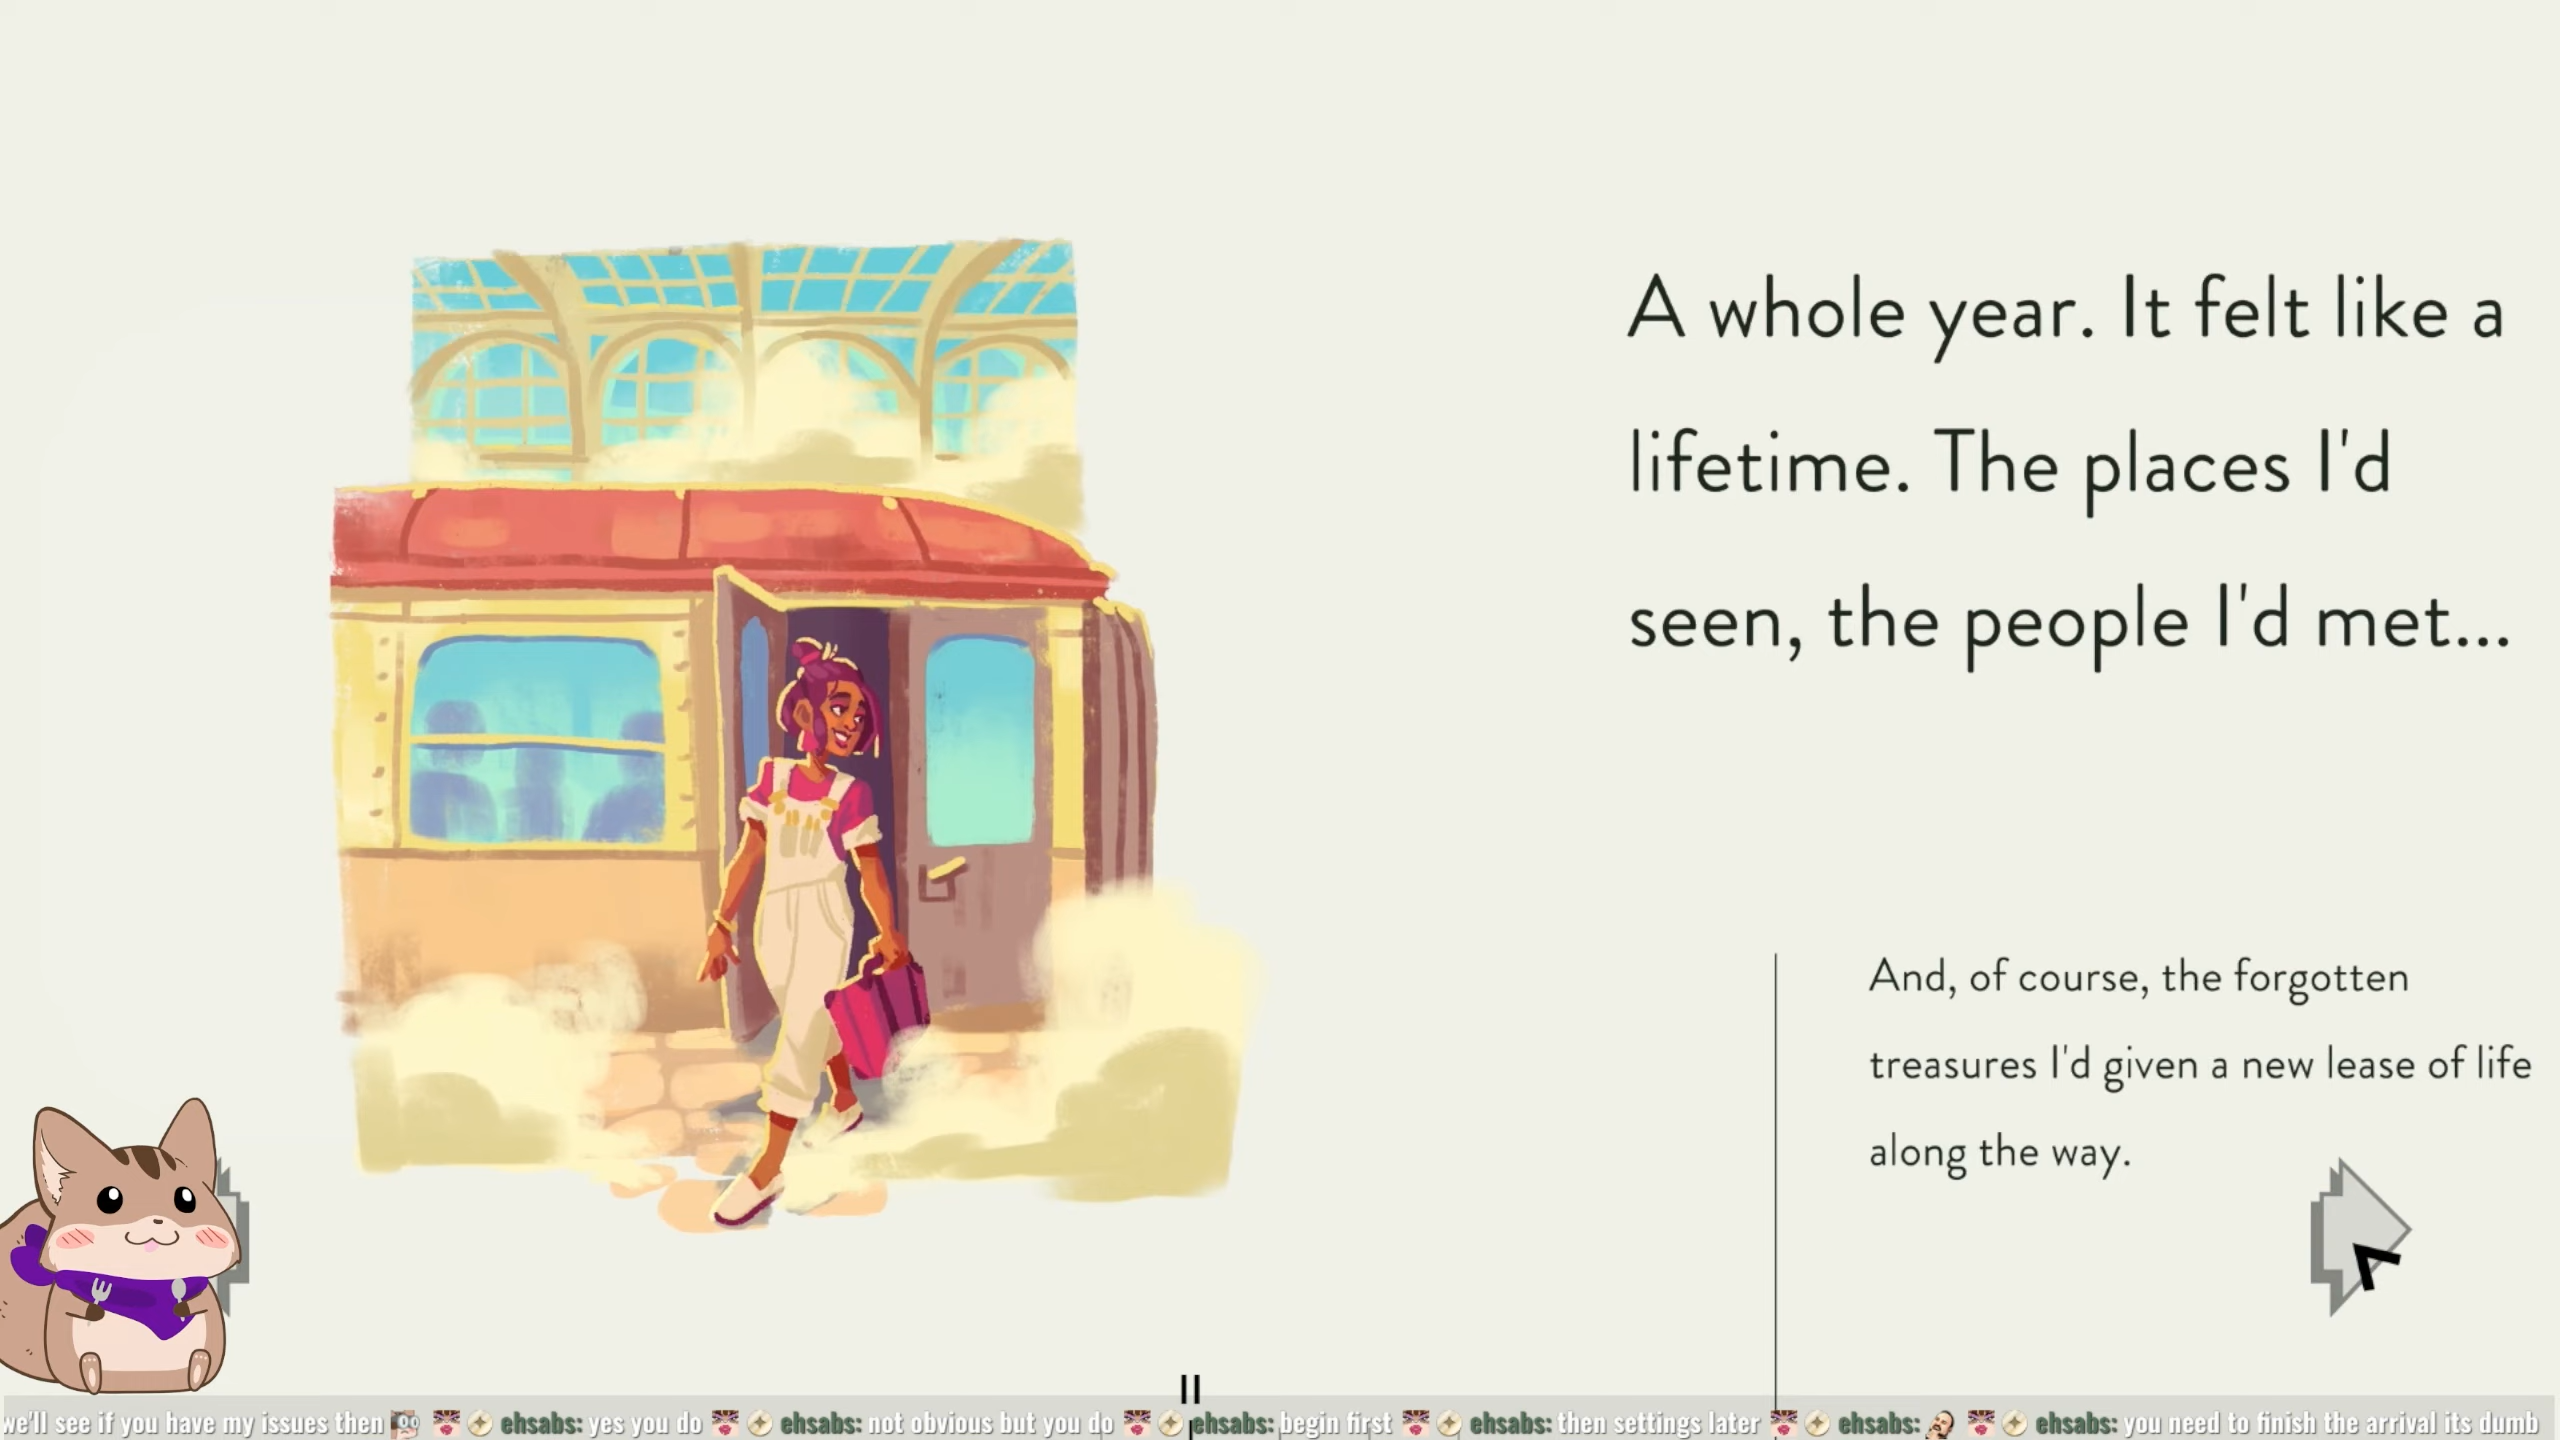 A whole year. It felt like a
lifetime. The places I'd
seen, the people I'd met...
And, of course, the forgotten
treasures I'd given a new lease of life
along the way.
we'll see if you have my issues then ehsabs: yes you do ehsabs: not obvious but you do ehsabs: begin first ehsabs: then settings later ehsabs: ehsabs: you need to finish the arrival its dumb